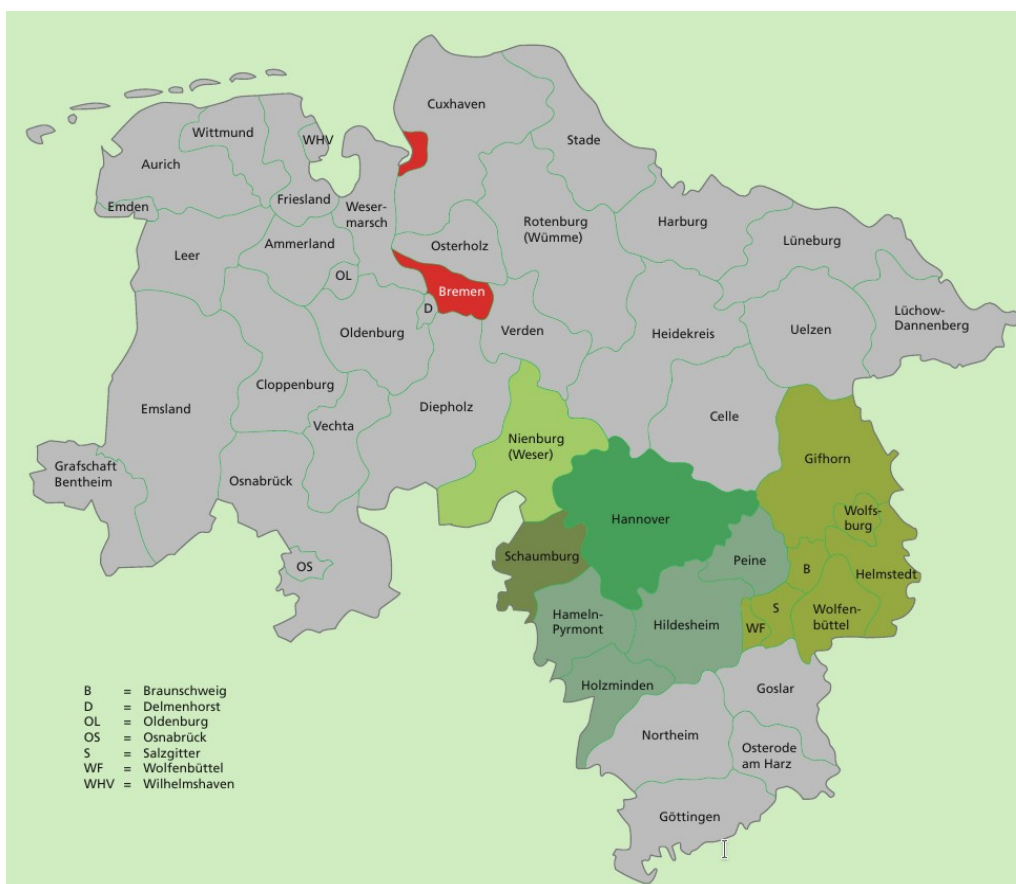 Cuxhaven
Wittmund
WHV
Stade
Aurich
Friesland
Emden
Weser-
marsch
Rotenburg
(Wümme)
Harburg
Ammerland
Osterholz
Lüneburg
Leer
OL
Bremen
D
Lüchow-
Dannenberg
Oldenburg
Verden
Heidekreis
Uelzen
Cloppenburg
Emsland
Diepholz
Celle
Vechta
Nienburg
(Weser)
Gifhorn
Grafschaft
Bentheim
Osnabrück
Wolfs-
burg
Hannover
Schaumburg
Peine
OS
B
Helmstedt
Hameln-
Pyrmont
Hildesheim
S
WF
Wolfen-
büttel
Holzminden
Goslar
Northeim
Osterode
am Harz
Göttingen
B = Braunschweig
D = Delmenhorst
OL = Oldenburg
OS = Osnabrück
S = Salzgitter
WF = Wolfenbüttel
WHV = Wilhelmshaven